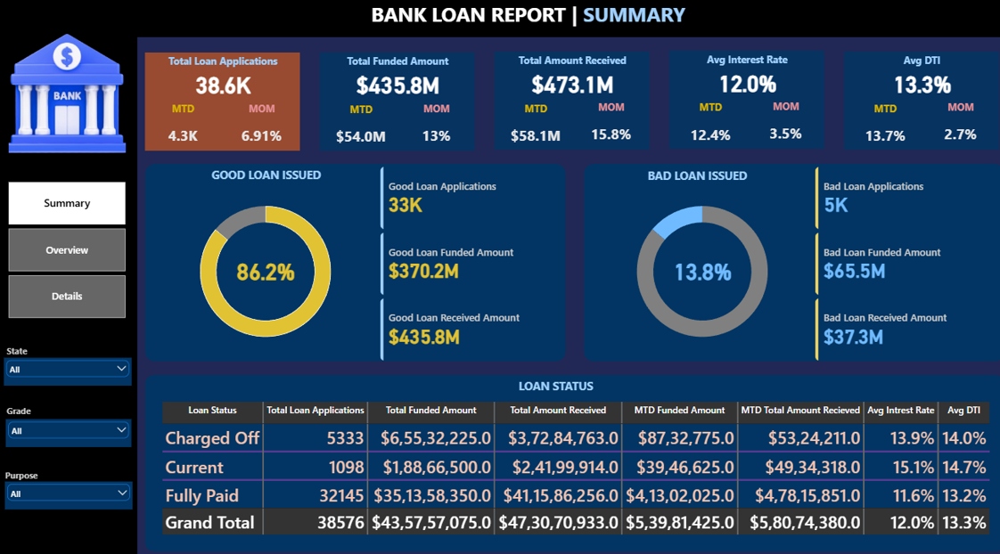 BANK LOAN REPORT | SUMMARY
$
BANK
Summary
Overview
Details
State
All
Grade
All
Purpose
All
Total Loan Applications
38.6K
MTD MOM
4.3K 6.91%
Total Funded Amount
$435.8M
MTD MOM
$54.0M 13%
Total Amount Received
$473.1M
MTD MOM
$58.1M 15.8%
Avg Interest Rate
12.0%
MTD MOM
12.4% 3.5%
Avg DTI
13.3%
MTD MOM
13.7% 2.7%
GOOD LOAN ISSUED
86.2%
Good Loan Applications
33K
Good Loan Funded Amount
$370.2M
Good Loan Received Amount
$435.8M
BAD LOAN ISSUED
13.8%
Bad Loan Applications
5K
Bad Loan Funded Amount
$65.5M
Bad Loan Received Amount
$37.3M
LOAN STATUS
Loan Status Total Loan Applications Total Funded Amount Total Amount Received MTD Funded Amount MTD Total Amount Recieved Avg Intrest Rate Avg DTI
Charged Off 5333 $6,55,32,225.0 $3,72,84,763.0 $87,32,775.0 $53,24,211.0 13.9% 14.0%
Current 1098 $1,88,66,500.0 $2,41,99,914.0 $39,46,625.0 $49,34,318.0 15.1% 14.7%
Fully Paid 32145 $35,13,58,350.0 $41,15,86,256.0 $4,13,02,025.0 $4,78,15,851.0 11.6% 13.2%
Grand Total 38576 $43,57,57,075.0 $47,30,70,933.0 $5,39,81,425.0 $5,80,74,380.0 12.0% 13.3%